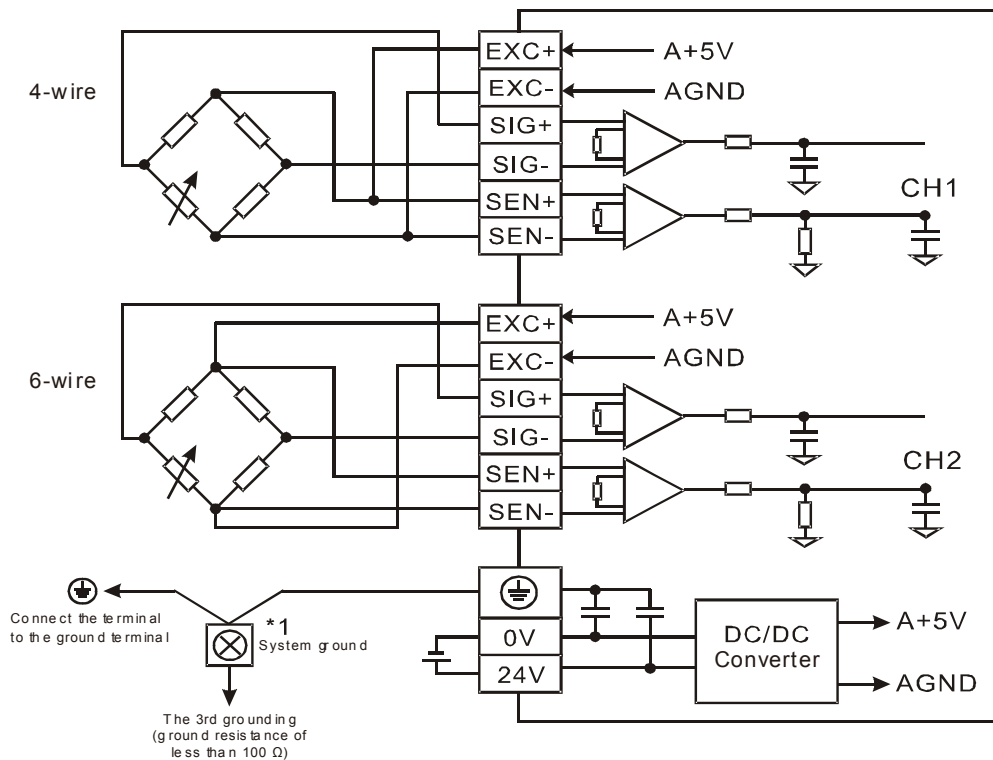 4-wire
EXC+
EXC-
SIG+
SIG-
SEN+
SEN-
A+5V
AGND
CH1
6-wire
EXC+
EXC-
SIG+
SIG-
SEN+
SEN-
A+5V
AGND
CH2
Connect the terminal
to the ground terminal
*1
System ground
The 3rd grounding
(ground resistance of
less than 100 Ω)
0V
24V
DC/DC
Converter
A+5V
AGND